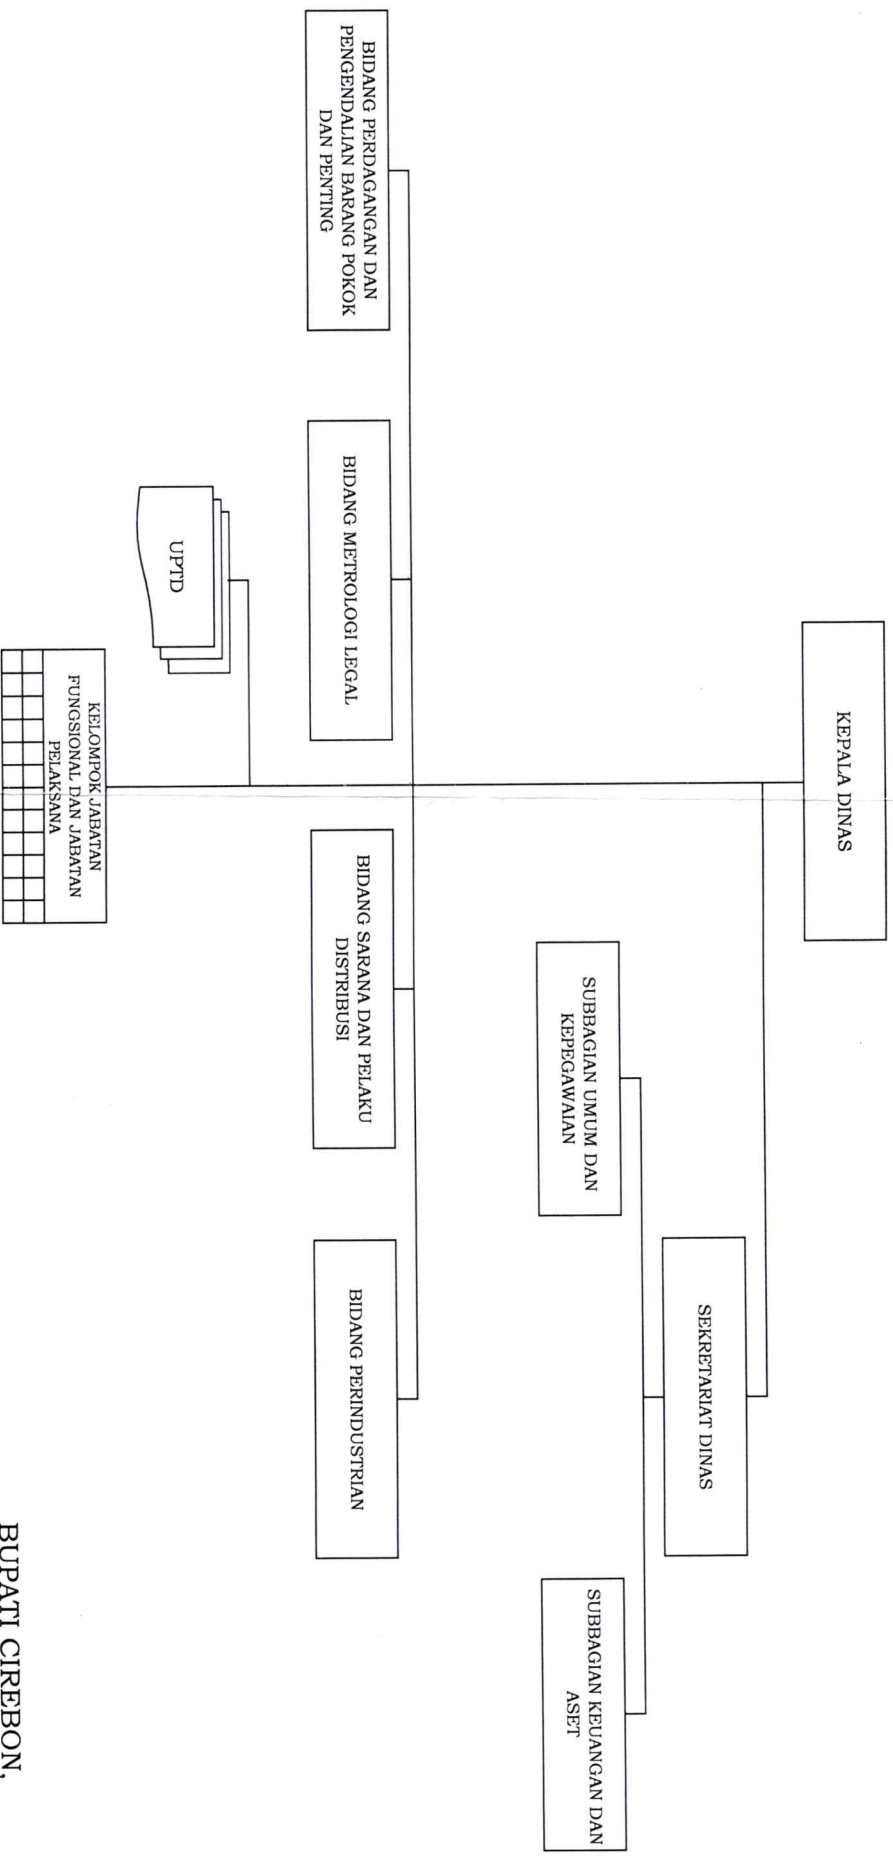 KEPALA DINAS
SEKRETARIAT DINAS
SUBBAGIAN UMUM DAN
KEPEGAWAIAN
SUBBAGIAN KEUANGAN DAN
ASET
BIDANG PERDAGANGAN DAN
PENGENDALIAN BARANG POKOK
DAN PENTING
BIDANG METROLOGI LEGAL
BIDANG SARANA DAN PELAKU
DISTRIBUSI
BIDANG PERINDUSTRIAN
UPTD
KELOMPOK JABATAN
FUNGSIONAL DAN JABATAN
PELAKSANA
BUPATI CIREBON,